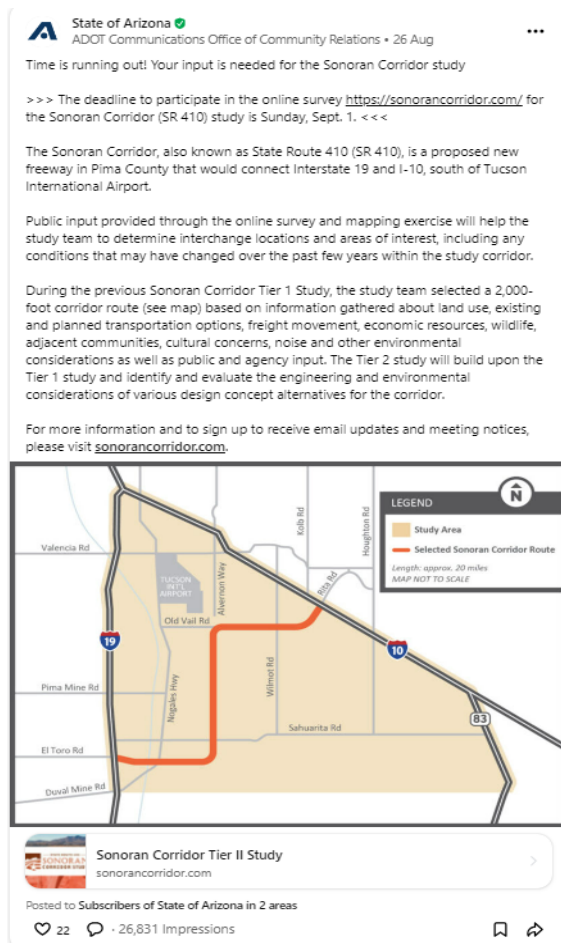 State of Arizona
ADOT Communications Office of Community Relations • 26 Aug
Time is running out! Your input is needed for the Sonoran Corridor study
>>> The deadline to participate in the online survey https://sonorancorridor.com/ for
the Sonoran Corridor (SR 410) study is Sunday, Sept. 1. <<<
The Sonoran Corridor, also known as State Route 410 (SR 410), is a proposed new
freeway in Pima County that would connect Interstate 19 and I-10, south of Tucson
International Airport.
Public input provided through the online survey and mapping exercise will help the
study team to determine interchange locations and areas of interest, including any
conditions that may have changed over the past few years within the study corridor.
During the previous Sonoran Corridor Tier 1 Study, the study team selected a 2,000-
foot corridor route (see map) based on information gathered about land use, existing
and planned transportation options, freight movement, economic resources, wildlife,
adjacent communities, cultural concerns, noise and other environmental
considerations as well as public and agency input. The Tier 2 study will build upon the
Tier 1 study and identify and evaluate the engineering and environmental
considerations of various design concept alternatives for the corridor.
For more information and to sign up to receive email updates and meeting notices,
please visit sonorancorridor.com.
N
LEGEND
Study Area
Selected Sonoran Corridor Route
Length: approx. 20 miles
MAP NOT TO SCALE
Kolb Rd
Houghton Rd
Valencia Rd
TUCSON
INT'L
AIRPORT
Alvernon Way
Rita Rd
Old Vail Rd
19
10
Pima Mine Rd
Nogales Hwy
Wilmot Rd
83
Sahuarita Rd
El Toro Rd
Duval Mine Rd
SONORAN
CORRIDOR STUDY
Sonoran Corridor Tier II Study
sonorancorridor.com
Posted to Subscribers of State of Arizona in 2 areas
22 · 26,831 Impressions